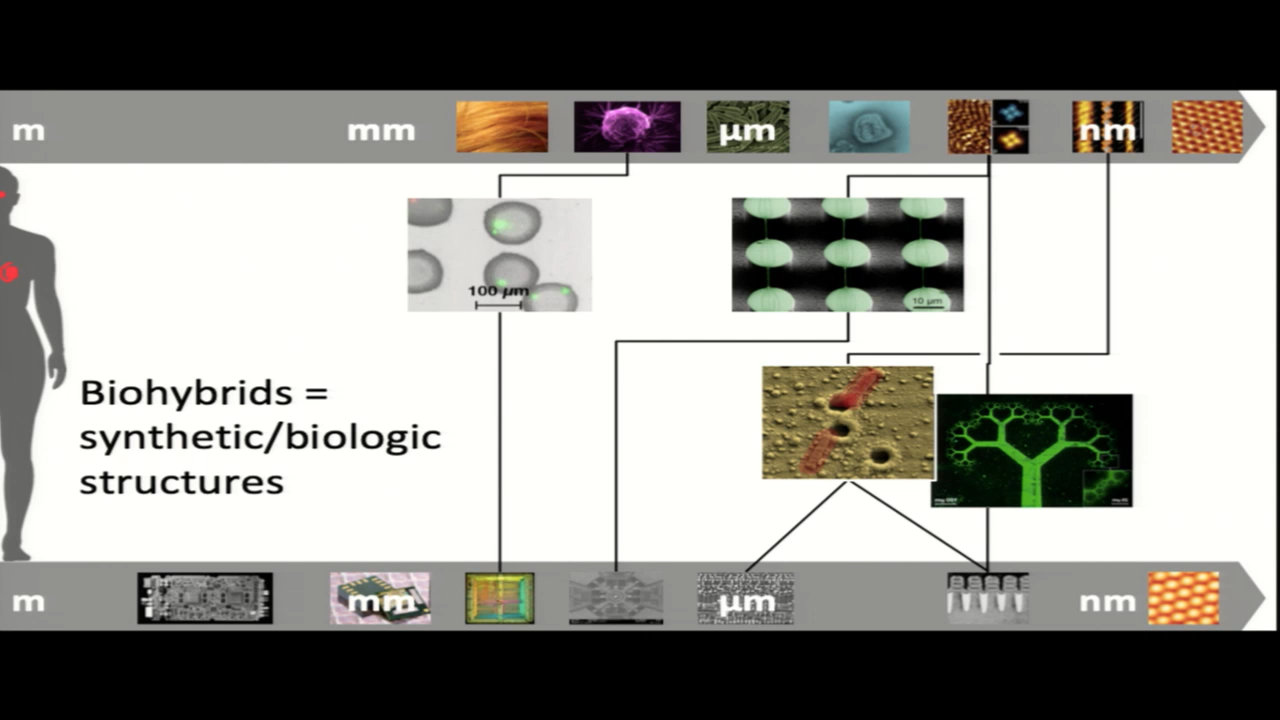 m
mm
µm
nm
100 µm
10 µm
Biohybrids =
synthetic/biologic
structures
m
mm
µm
nm